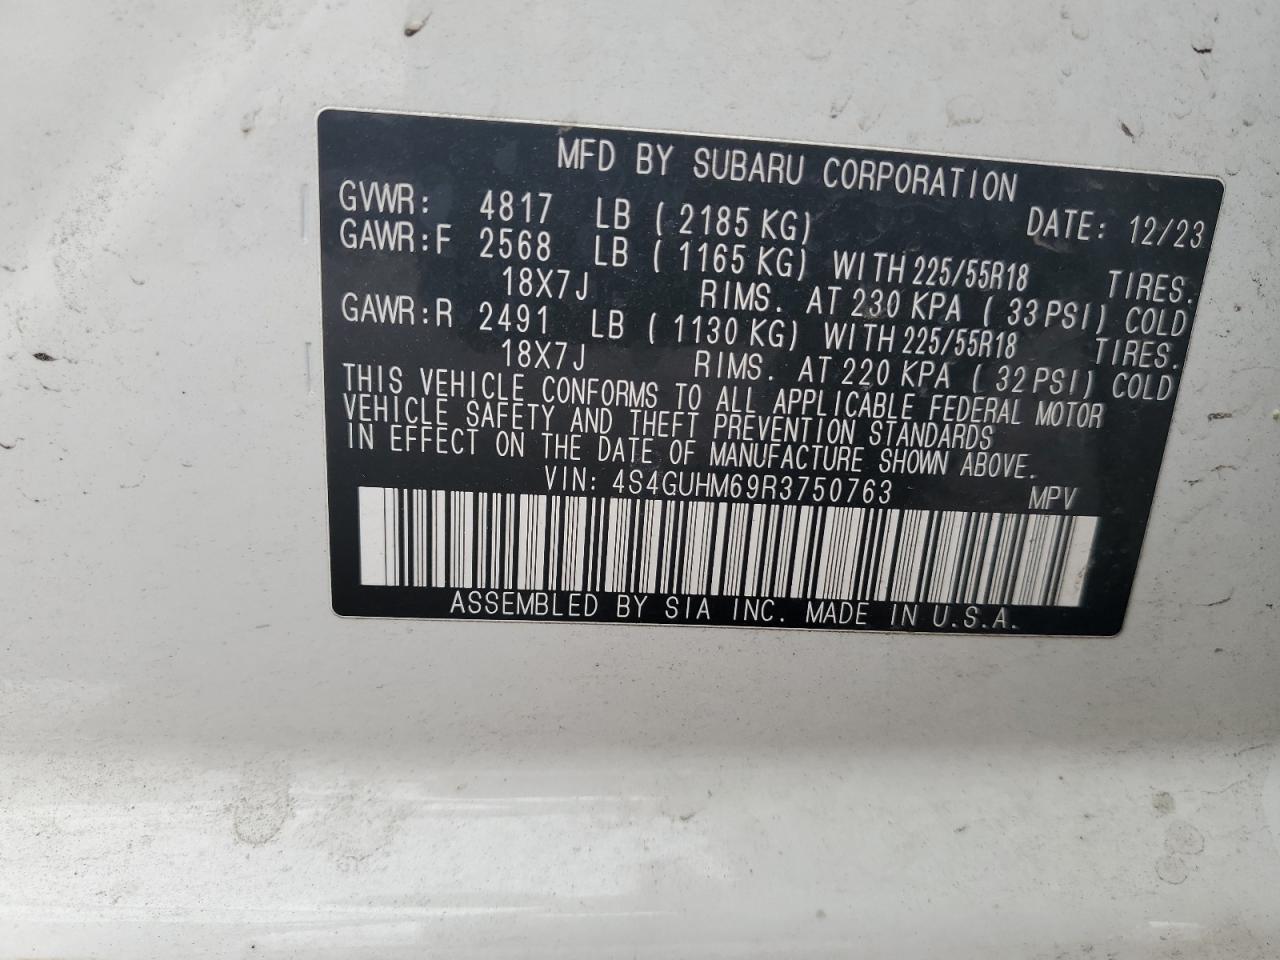 MFD BY SUBARU CORPORATION
GVWR: 4817 LB ( 2185 KG) DATE: 12/23
GAWR:F 2568 LB ( 1165 KG) WITH 225/55R18 TIRES.
18X7J RIMS. AT 230 KPA ( 33 PSI) COLD
GAWR:R 2491 LB ( 1130 KG) WITH 225/55R18 TIRES.
18X7J RIMS. AT 220 KPA ( 32 PSI) COLD
THIS VEHICLE CONFORMS TO ALL APPLICABLE FEDERAL MOTOR
VEHICLE SAFETY AND THEFT PREVENTION STANDARDS
IN EFFECT ON THE DATE OF MANUFACTURE SHOWN ABOVE.
VIN: 4S4GUHM69R3750763 MPV
ASSEMBLED BY SIA INC. MADE IN U.S.A.